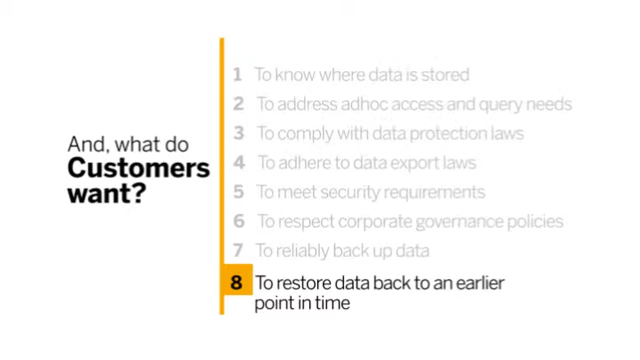 And, what do
Customers
want?
1 To know where data is stored
2 To address adhoc access and query needs
3 To comply with data protection laws
4 To adhere to data export laws
5 To meet security requirements
6 To respect corporate governance policies
7 To reliably back up data
8 To restore data back to an earlier
point in time